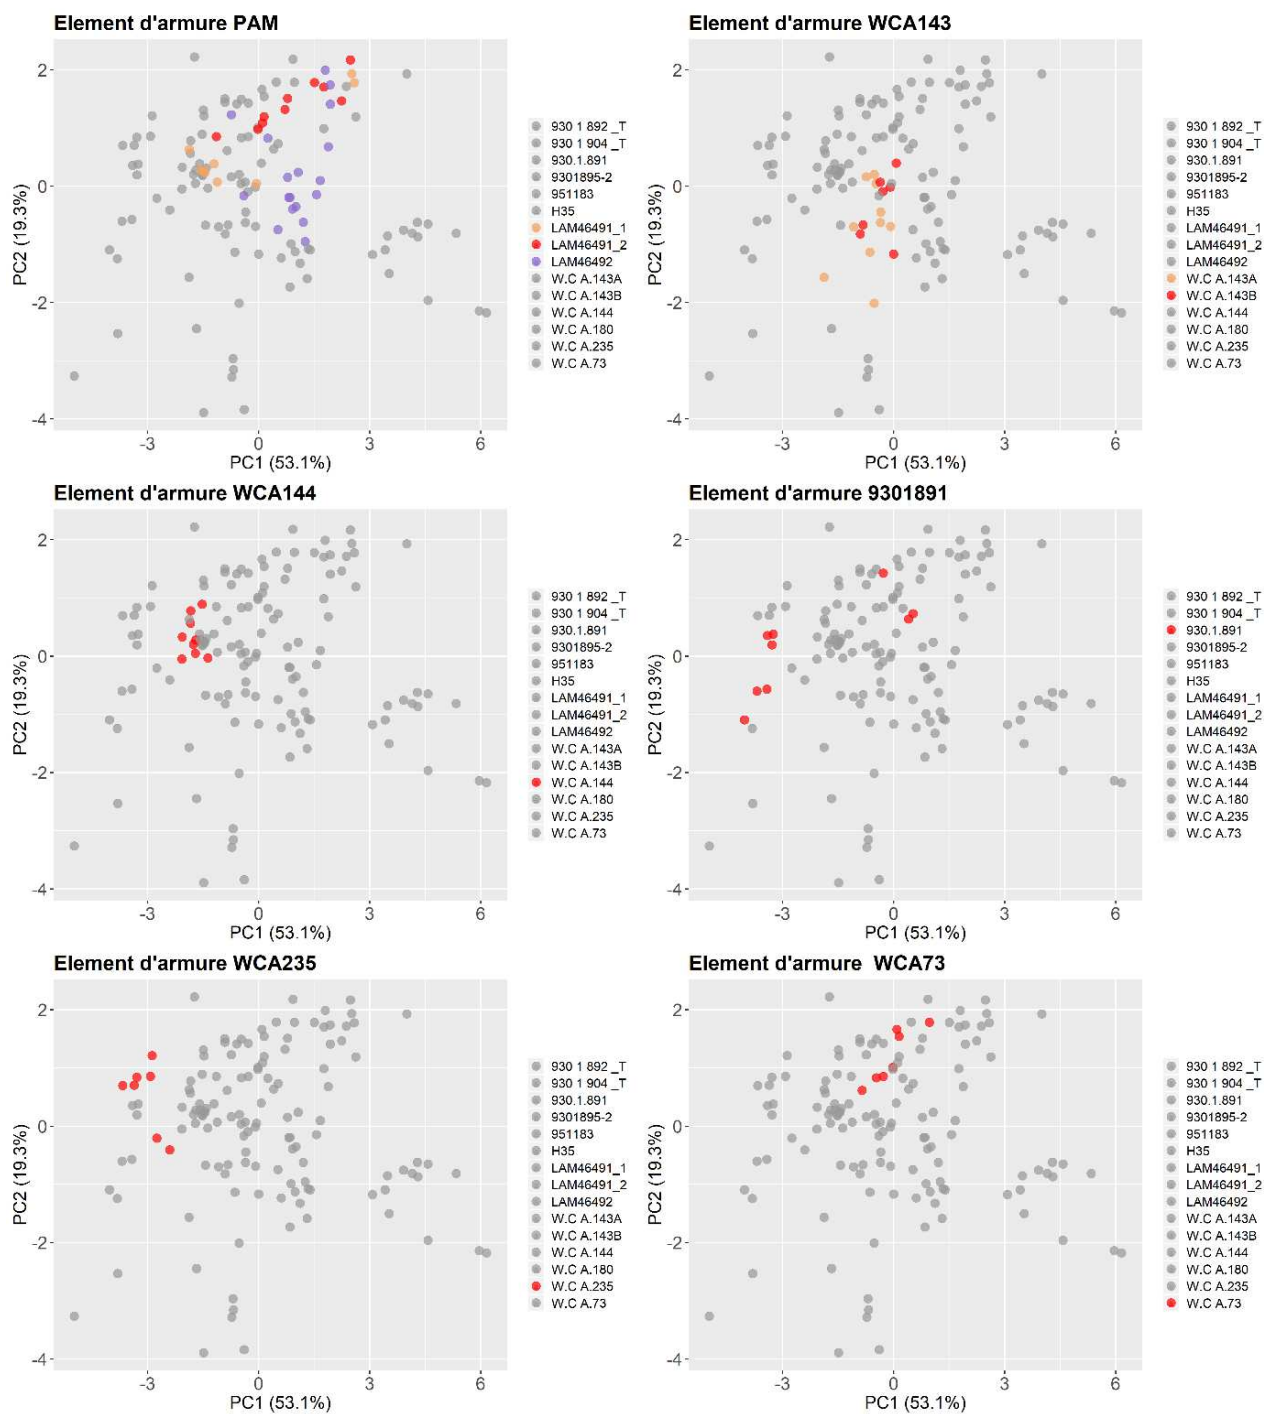 Element d'armure PAM
2
0
-2
-4
-3
0
3
6
PC2 (19.3%)
PC1 (53.1%)
930 1 892 _T
930 1 904 _T
930.1.891
9301895-2
951183
H35
LAM46491_1
LAM46491_2
LAM46492
W.C A.143A
W.C A.143B
W.C A.144
W.C A.180
W.C A.235
W.C A.73
Element d'armure WCA143
2
0
-2
-4
-3
0
3
6
PC2 (19.3%)
PC1 (53.1%)
930 1 892 _T
930 1 904 _T
930.1.891
9301895-2
951183
H35
LAM46491_1
LAM46491_2
LAM46492
W.C A.143A
W.C A.143B
W.C A.144
W.C A.180
W.C A.235
W.C A.73
Element d'armure WCA144
2
0
-2
-4
-3
0
3
6
PC2 (19.3%)
PC1 (53.1%)
930 1 892 _T
930 1 904 _T
930.1.891
9301895-2
951183
H35
LAM46491_1
LAM46491_2
LAM46492
W.C A.143A
W.C A.143B
W.C A.144
W.C A.180
W.C A.235
W.C A.73
Element d'armure 9301891
2
0
-2
-4
-3
0
3
6
PC2 (19.3%)
PC1 (53.1%)
930 1 892 _T
930 1 904 _T
930.1.891
9301895-2
951183
H35
LAM46491_1
LAM46491_2
LAM46492
W.C A.143A
W.C A.143B
W.C A.144
W.C A.180
W.C A.235
W.C A.73
Element d'armure WCA235
2
0
-2
-4
-3
0
3
6
PC2 (19.3%)
PC1 (53.1%)
930 1 892 _T
930 1 904 _T
930.1.891
9301895-2
951183
H35
LAM46491_1
LAM46491_2
LAM46492
W.C A.143A
W.C A.143B
W.C A.144
W.C A.180
W.C A.235
W.C A.73
Element d'armure  WCA73
2
0
-2
-4
-3
0
3
6
PC2 (19.3%)
PC1 (53.1%)
930 1 892 _T
930 1 904 _T
930.1.891
9301895-2
951183
H35
LAM46491_1
LAM46491_2
LAM46492
W.C A.143A
W.C A.143B
W.C A.144
W.C A.180
W.C A.235
W.C A.73